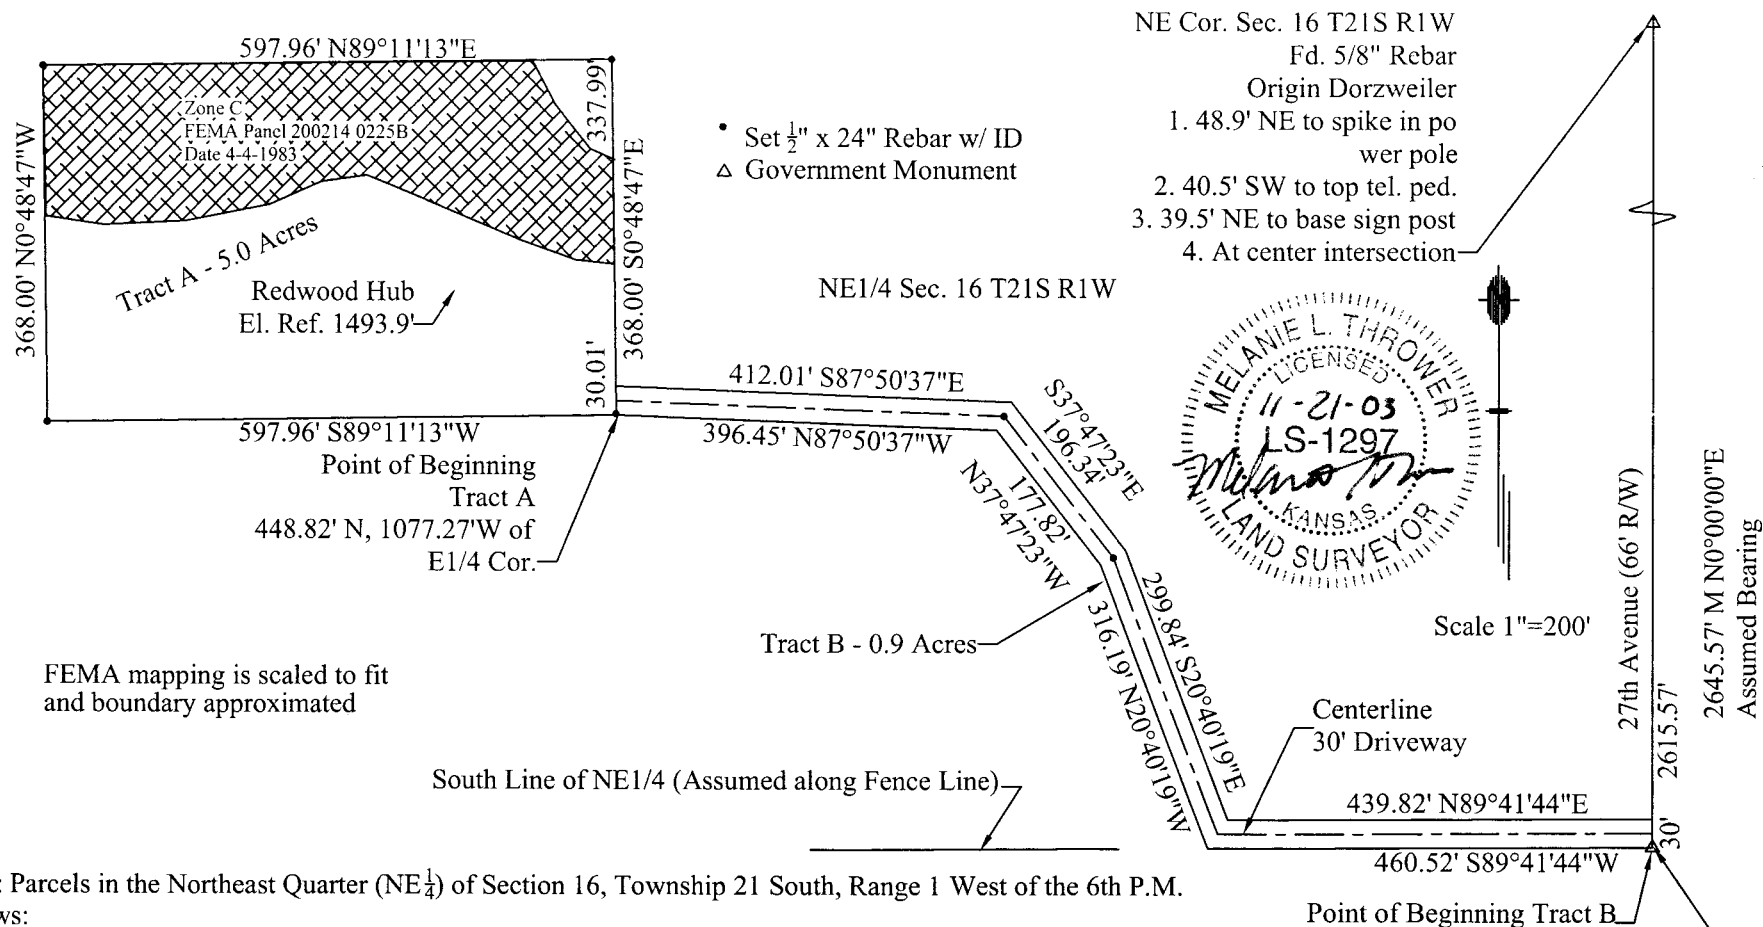 597.96' N89°11'13"E
337.99'
Zone C
FEMA Panel 200214 0225B
Date 4-4-1983
368.00' N0°48'47"W
368.00' S0°48'47"E
Tract A - 5.0 Acres
Redwood Hub
El. Ref. 1493.9'
30.01'
597.96' S89°11'13"W
Point of Beginning
Tract A
448.82' N, 1077.27'W of
E1/4 Cor.
• Set ½" x 24" Rebar w/ ID
△ Government Monument
NE Cor. Sec. 16 T21S R1W
Fd. 5/8" Rebar
Origin Dorzweiler
1. 48.9' NE to spike in po
wer pole
2. 40.5' SW to top tel. ped.
3. 39.5' NE to base sign post
4. At center intersection
NE1/4 Sec. 16 T21S R1W
412.01' S87°50'37"E
396.45' N87°50'37"W
S37°47'23"E
196.34'
177.82'
N37°47'23"W
299.84' S20°40'19"E
316.19' N20°40'19"W
Tract B - 0.9 Acres
MELANIE L. THROWER
LICENSED
11-21-03
LS-1297
KANSAS
LAND SURVEYOR
Scale 1"=200'
27th Avenue (66' R/W)
2615.57'
2645.57' M N0°00'00"E
Assumed Bearing
FEMA mapping is scaled to fit
and boundary approximated
Centerline
30' Driveway
South Line of NE1/4 (Assumed along Fence Line)
439.82' N89°41'44"E
30'
460.52' S89°41'44"W
: Parcels in the Northeast Quarter (NE¼) of Section 16, Township 21 South, Range 1 West of the 6th P.M.
ws:
Point of Beginning Tract B